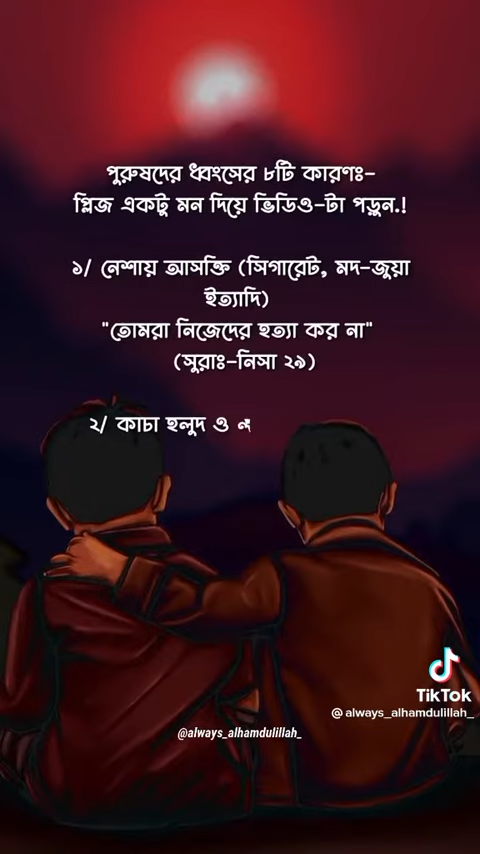 পুরুষদের ধ্বংসের ৮টি কারণঃ-
প্লিজ একটু মন দিয়ে ভিডিও-টা পড়ুন.!
১/ নেশায় আসক্তি (সিগারেট, মদ-জুয়া
ইত্যাদি)
"তোমরা নিজেদের হত্যা কর না"
(সুরাঃ-নিসা ২৯)
২/ কাচা হলুদ ও
TikTok
@always_alhamdulillah_
@always_alhamdulillah_